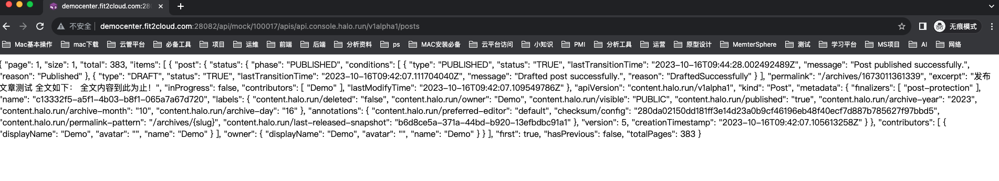 democenter.fit2cloud.com:280
不安全 democenter.fit2cloud.com:28082/api/mock/100017/apis/api.console.halo.run/v1alpha1/posts 无痕模式
Mac基本操作 mac下载 云管平台 必备工具 项目 运维 前端 后端 分析资料 ps MAC安装必备 云平台访问 小知识 PMI 分析工具 运营 原型设计 MemterSphere 测试 学习平台 MS项目 AI 网络
{ "page": 1, "size": 1, "total": 383, "items": [ { "post": { "status": { "phase": "PUBLISHED", "conditions": [ { "type": "PUBLISHED", "status": "TRUE", "lastTransitionTime": "2023-10-16T09:44:28.002492489Z", "message": "Post published successfully.",
"reason": "Published" }, { "type": "DRAFT", "status": "TRUE", "lastTransitionTime": "2023-10-16T09:42:07.111704040Z", "message": "Drafted post successfully.", "reason": "DraftedSuccessfully" } ], "permalink": "/archives/1673011361339", "excerpt": "发布
文章测试 全文如下： 全文内容到此为止！", "inProgress": false, "contributors": [ "Demo" ], "lastModifyTime": "2023-10-16T09:42:07.109549786Z" }, "apiVersion": "content.halo.run/v1alpha1", "kind": "Post", "metadata": { "finalizers": [ "post-protection" ],
"name": "c13332f5-a5f1-4b03-b8f1-065a7a67d720", "labels": { "content.halo.run/deleted": "false", "content.halo.run/owner": "Demo", "content.halo.run/visible": "PUBLIC", "content.halo.run/published": "true", "content.halo.run/archive-year": "2023",
"content.halo.run/archive-month": "10", "content.halo.run/archive-day": "16" }, "annotations": { "content.halo.run/preferred-editor": "default", "checksum/config": "280da02150dd181ff3e14d23a0b9cf46196eb48f40ecf7d887b785627f97bbd5",
"content.halo.run/permalink-pattern": "/archives/{slug}", "content.halo.run/last-released-snapshot": "b6d8ce5a-371a-44bd-b920-13efbdbc91a1" }, "version": 5, "creationTimestamp": "2023-10-16T09:42:07.105613258Z" } }, "contributors": [ {
"displayName": "Demo", "avatar": "", "name": "Demo" } ], "owner": { "displayName": "Demo", "avatar": "", "name": "Demo" } } ], "first": true, "hasPrevious": false, "totalPages": 383 }